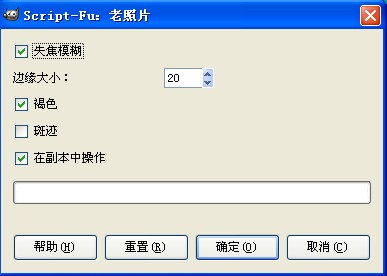 Script-Fu: 老照片
失焦模糊
边缘大小： 20
褐色
斑迹
在副本中操作
帮助(H) 重置(R) 确定(O) 取消(C)